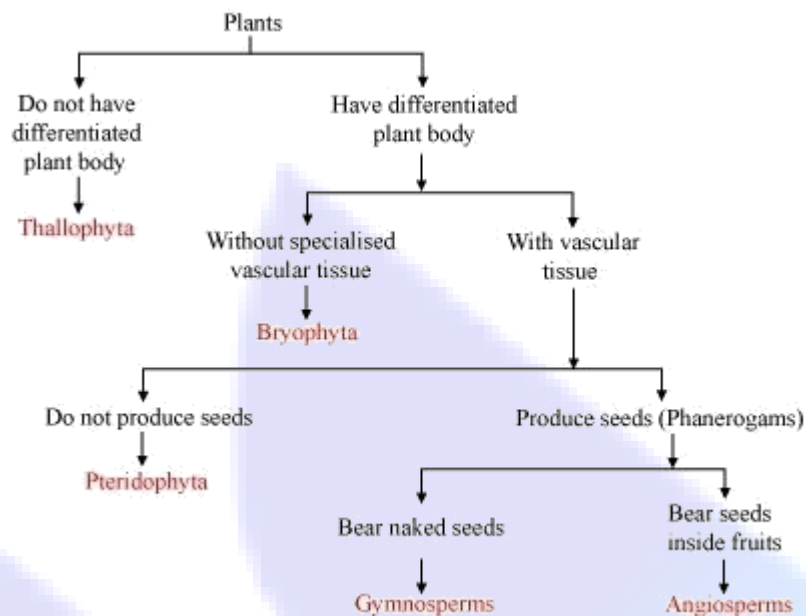 Plants
Do not have
differentiated
plant body
Have differentiated
plant body
Thallophyta
Without specialised
vascular tissue
With vascular
tissue
Bryophyta
Do not produce seeds
Produce seeds (Phanerogams)
Pteridophyta
Bear naked seeds
Bear seeds
inside fruits
Gymnosperms
Angiosperms